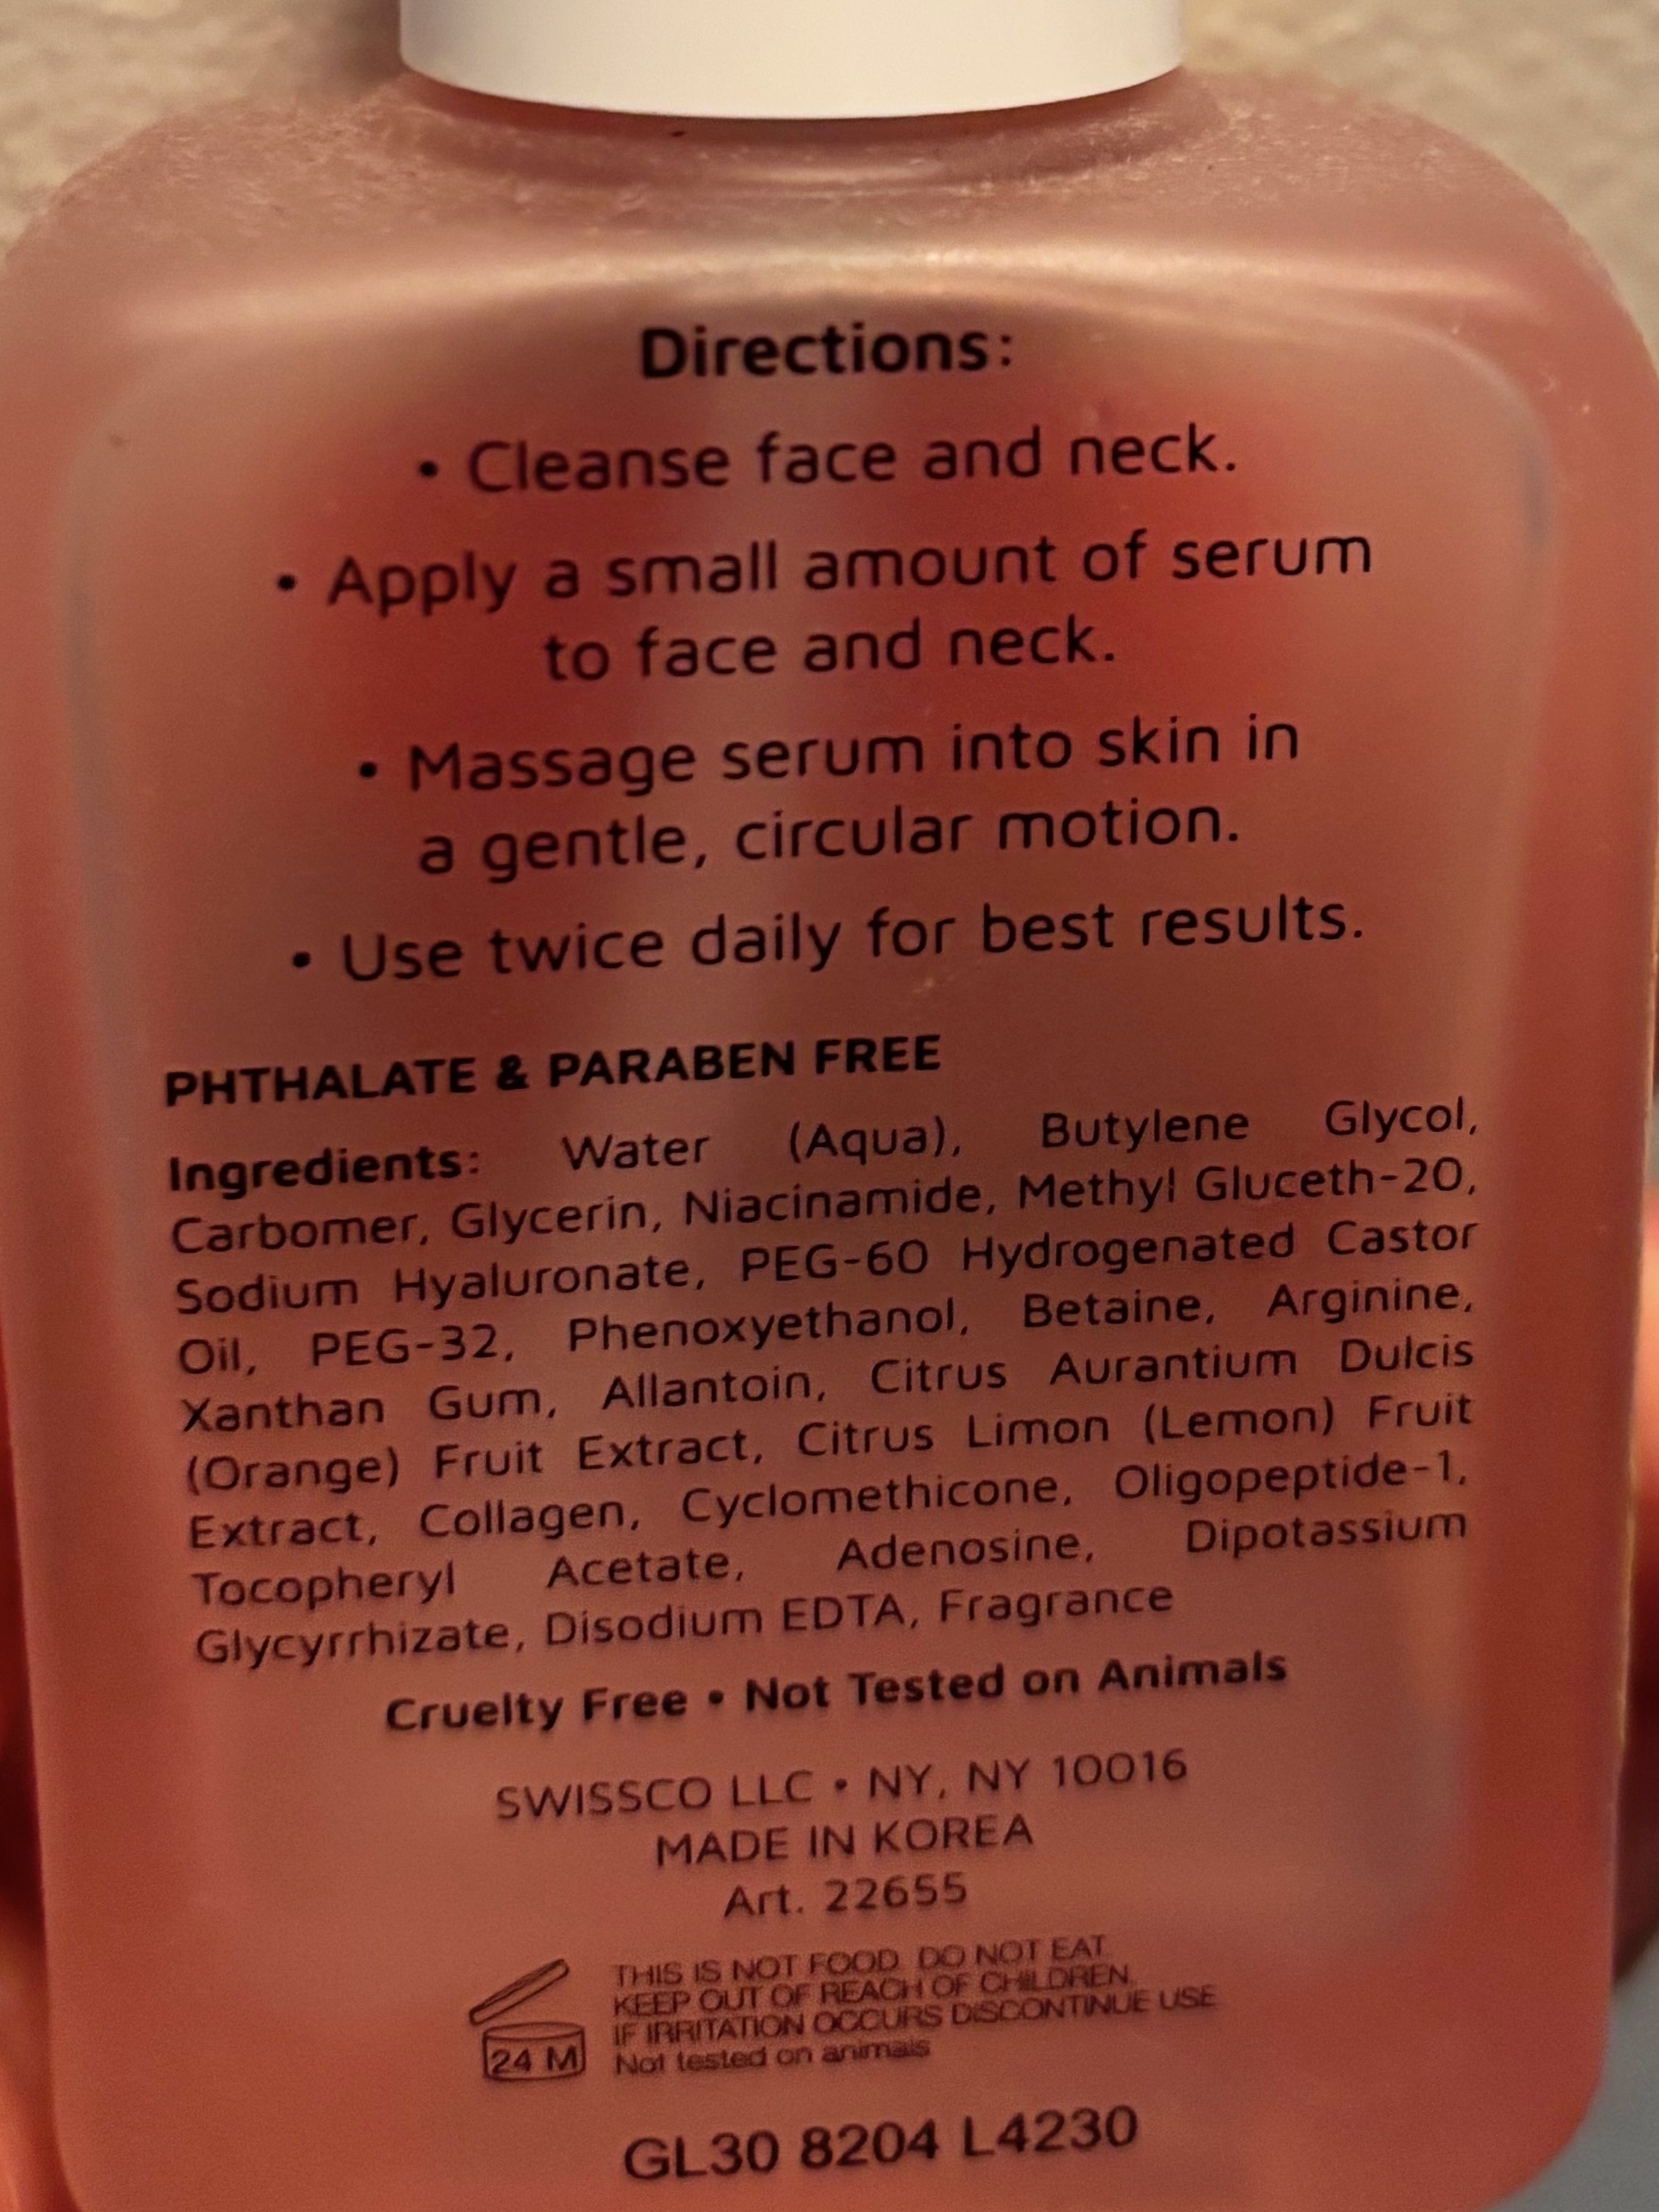 Directions:
• Cleanse face and neck.
• Apply a small amount of serum
to face and neck.
• Massage serum into skin in
a gentle, circular motion.
• Use twice daily for best results.
PHTHALATE & PARABEN FREE
Ingredients: Water (Aqua), Butylene Glycol,
Carbomer, Glycerin, Niacinamide, Methyl Gluceth-20,
Sodium Hyaluronate, PEG-60 Hydrogenated Castor
Oil, PEG-32, Phenoxyethanol, Betaine, Arginine,
Xanthan Gum, Allantoin, Citrus Aurantium Dulcis
(Orange) Fruit Extract, Citrus Limon (Lemon) Fruit
Extract, Collagen, Cyclomethicone, Oligopeptide-1,
Tocopheryl Acetate, Adenosine, Dipotassium
Glycyrrhizate, Disodium EDTA, Fragrance
Cruelty Free • Not Tested on Animals
SWISSCO LLC • NY, NY 10016
MADE IN KOREA
Art. 22655
THIS IS NOT FOOD. DO NOT EAT.
KEEP OUT OF REACH OF CHILDREN.
IF IRRITATION OCCURS DISCONTINUE USE
Not tested on animals
24 M
GL30 8204 L4230